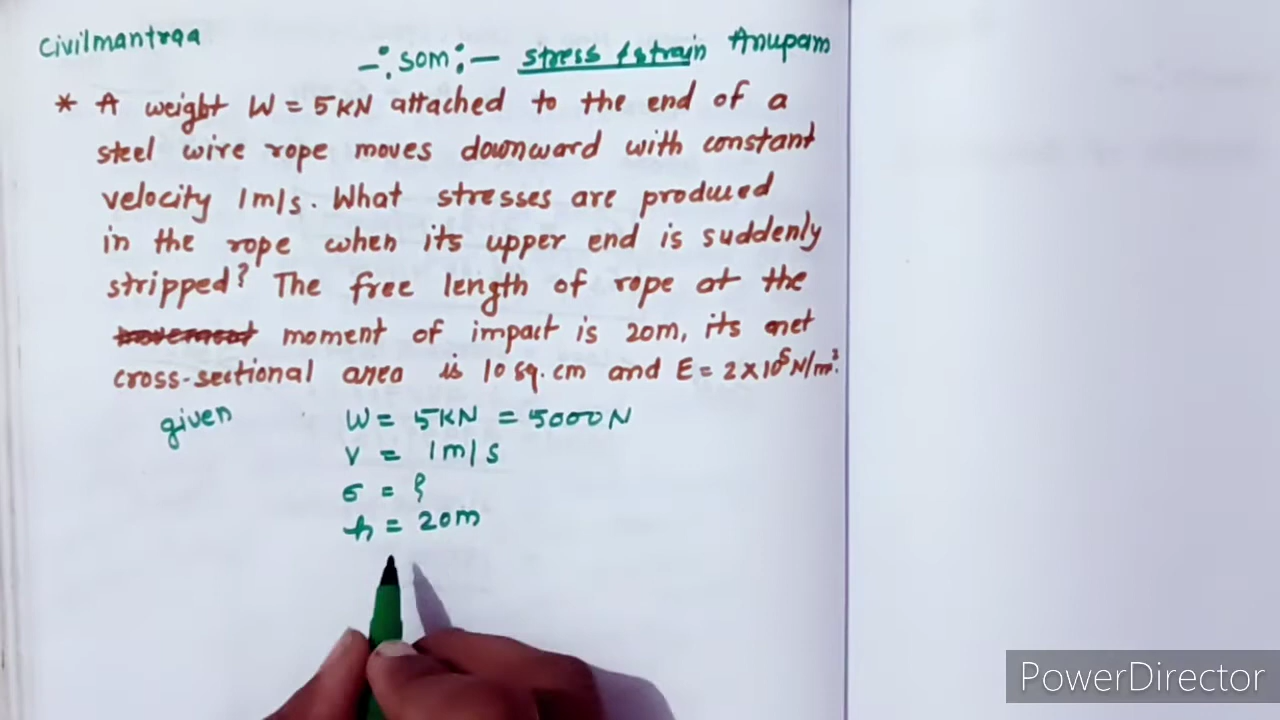 Civilmantraa
-:SOM:- stress & strain Anupam
* A weight W = 5KN attached to the end of a
steel wire rope moves downward with constant
velocity 1m/s. What stresses are produced
in the rope when its upper end is suddenly
stripped? The free length of rope at the
moment of impact is 20m, its net
cross-sectional area is 10 sq. cm and E = 2×10⁵ N/m².
given W = 5KN = 5000N
V = 1m/s
σ = ?
h = 20m
PowerDirector